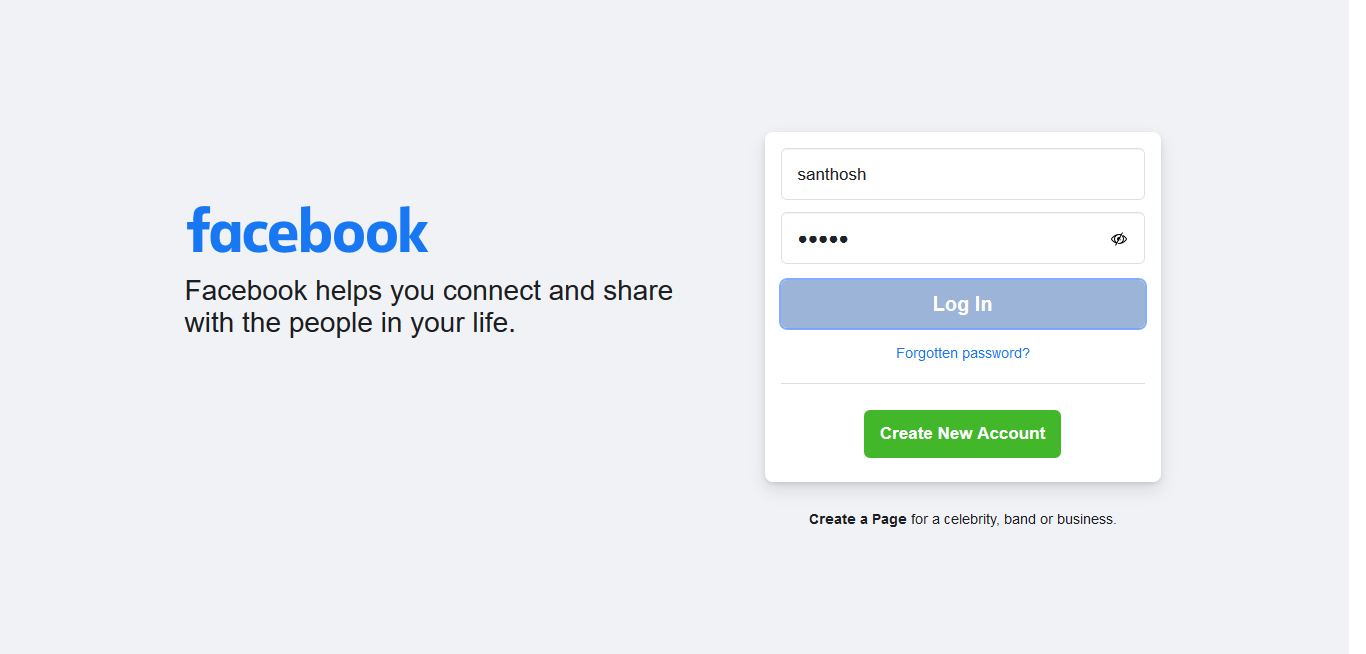 facebook
Facebook helps you connect and share
with the people in your life.
santhosh
●●●●●
Log In
Forgotten password?
Create New Account
Create a Page for a celebrity, band or business.